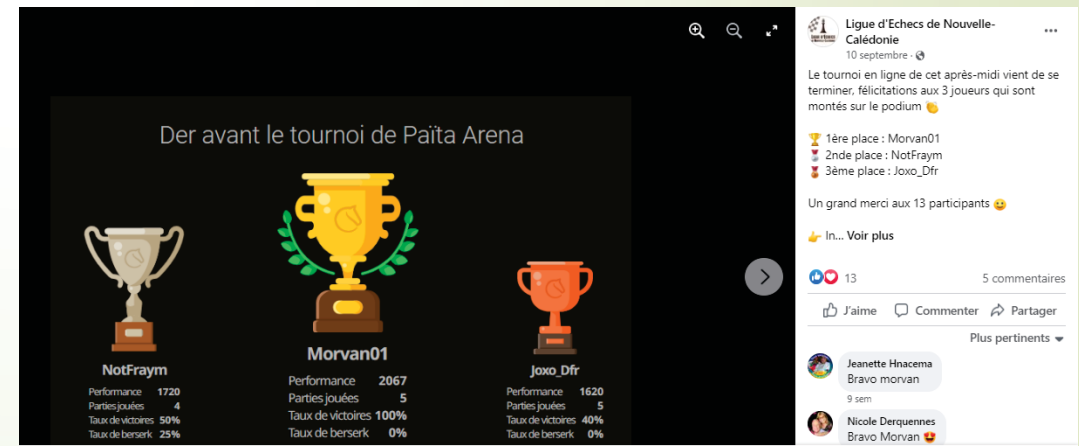 Der avant le tournoi de Païta Arena
NotFraym
Performance 1720
Parties jouées 4
Taux de victoires 50%
Taux de berserk 25%
Morvan01
Performance 2067
Parties jouées 5
Taux de victoires 100%
Taux de berserk 0%
Joxo_Dfr
Performance 1620
Parties jouées 5
Taux de victoires 40%
Taux de berserk 0%
Ligue d'Echecs de Nouvelle-
Calédonie
10 septembre ·
Le tournoi en ligne de cet après-midi vient de se
terminer, félicitations aux 3 joueurs qui sont
montés sur le podium 👏
🏆 1ère place : Morvan01
🥈 2nde place : NotFraym
🥉 3ème place : Joxo_Dfr
Un grand merci aux 13 participants 😀
👉 In... Voir plus
13
5 commentaires
J'aime Commenter Partager
Plus pertinents
Jeanette Hnacema
Bravo morvan
9 sem
Nicole Derquennes
Bravo Morvan 😍